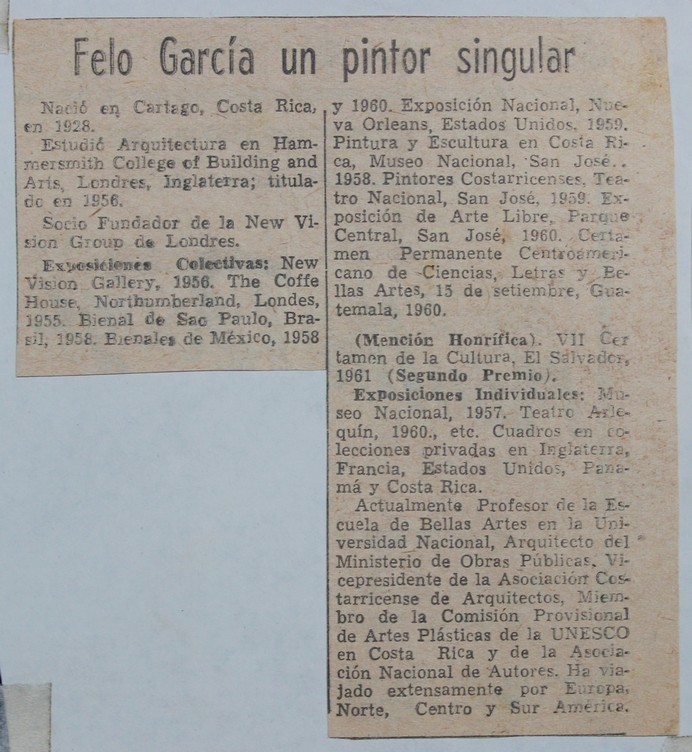 Felo García un pintor singular
Nació en Cartago, Costa Rica,
en 1928.
Estudió Arquitectura en Ham-
mersmith College of Building and
Arts, Londres, Inglaterra; titula-
do en 1956.
Socio Fundador de la New Vi-
sion Group de Londres.
Exposiciones Colectivas: New
Vision Gallery, 1956. The Coffe
House, Northumberland, Londes,
1955. Bienal de Sao Paulo, Bra-
sil, 1958. Bienales de México, 1958
y 1960. Exposición Nacional, Nue-
va Orleans, Estados Unidos, 1959.
Pintura y Escultura en Costa Ri-
ca, Museo Nacional, San José.
1958. Pintores Costarricenses, Tea-
tro Nacional, San José, 1959. Ex-
posición de Arte Libre, Parque
Central, San José, 1960. Certa-
men Permanente Centroameri-
cano de Ciencias, Letras y Be-
llas Artes, 15 de setiembre, Gua-
temala, 1960.
(Mención Honrífica). VII Cer
tamen de la Cultura, El Salvador,
1961 (Segundo Premio).
Exposiciones Individuales: Mu-
seo Nacional, 1957. Teatro Arle-
quín, 1960., etc. Cuadros en co-
lecciones privadas en Inglaterra,
Francia, Estados Unidos, Pana-
má y Costa Rica.
Actualmente Profesor de la Es-
cuela de Bellas Artes en la Uni-
versidad Nacional, Arquitecto del
Ministerio de Obras Públicas, Vi-
cepresidente de la Asociación Cos-
tarricense de Arquitectos, Miem-
bro de la Comisión Provisional
de Artes Plásticas de la UNESCO
en Costa Rica y de la Asocia-
ción Nacional de Autores. Ha via-
jado extensamente por Europa,
Norte, Centro y Sur América.